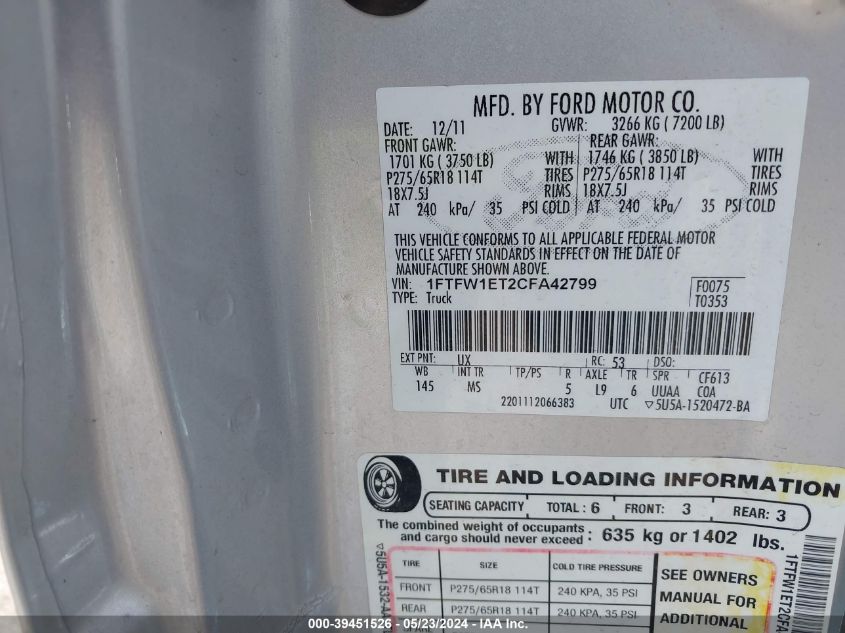 MFD. BY FORD MOTOR CO.
DATE: 12/11 GVWR: 3266 KG ( 7200 LB)
FRONT GAWR: REAR GAWR:
1701 KG ( 3750 LB) WITH 1746 KG ( 3850 LB) WITH
P275/65R18 114T TIRES P275/65R18 114T TIRES
18X7.5J RIMS 18X7.5J RIMS
AT 240 kPa/ 35 PSI COLD AT 240 kPa/ 35 PSI COLD
THIS VEHICLE CONFORMS TO ALL APPLICABLE FEDERAL MOTOR
VEHICLE SAFETY STANDARDS IN EFFECT ON THE DATE OF
MANUFACTURE SHOWN ABOVE.
VIN: 1FTFW1ET2CFA42799 F0075
TYPE: Truck T0353
EXT PNT: UX RC: 53 DSO:
WB INT TR TP/PS R AXLE TR SPR CF613
145 MS 5 L9 6 UUAA COA
2201112066383 UTC ▽5U5A-1520472-BA
TIRE AND LOADING INFORMATION
SEATING CAPACITY TOTAL : 6 FRONT: 3 REAR: 3
The combined weight of occupants
and cargo should never exceed : 635 kg or 1402 lbs.
TIRE SIZE COLD TIRE PRESSURE SEE OWNERS
FRONT P275/65R18 114T 240 KPA, 35 PSI MANUAL FOR
REAR P275/65R18 114T 240 KPA, 35 PSI ADDITIONAL
▽5U5A-1532-A
1FTFW1ET2CFA
000-39451526 - 05/23/2024 - IAAI.COM